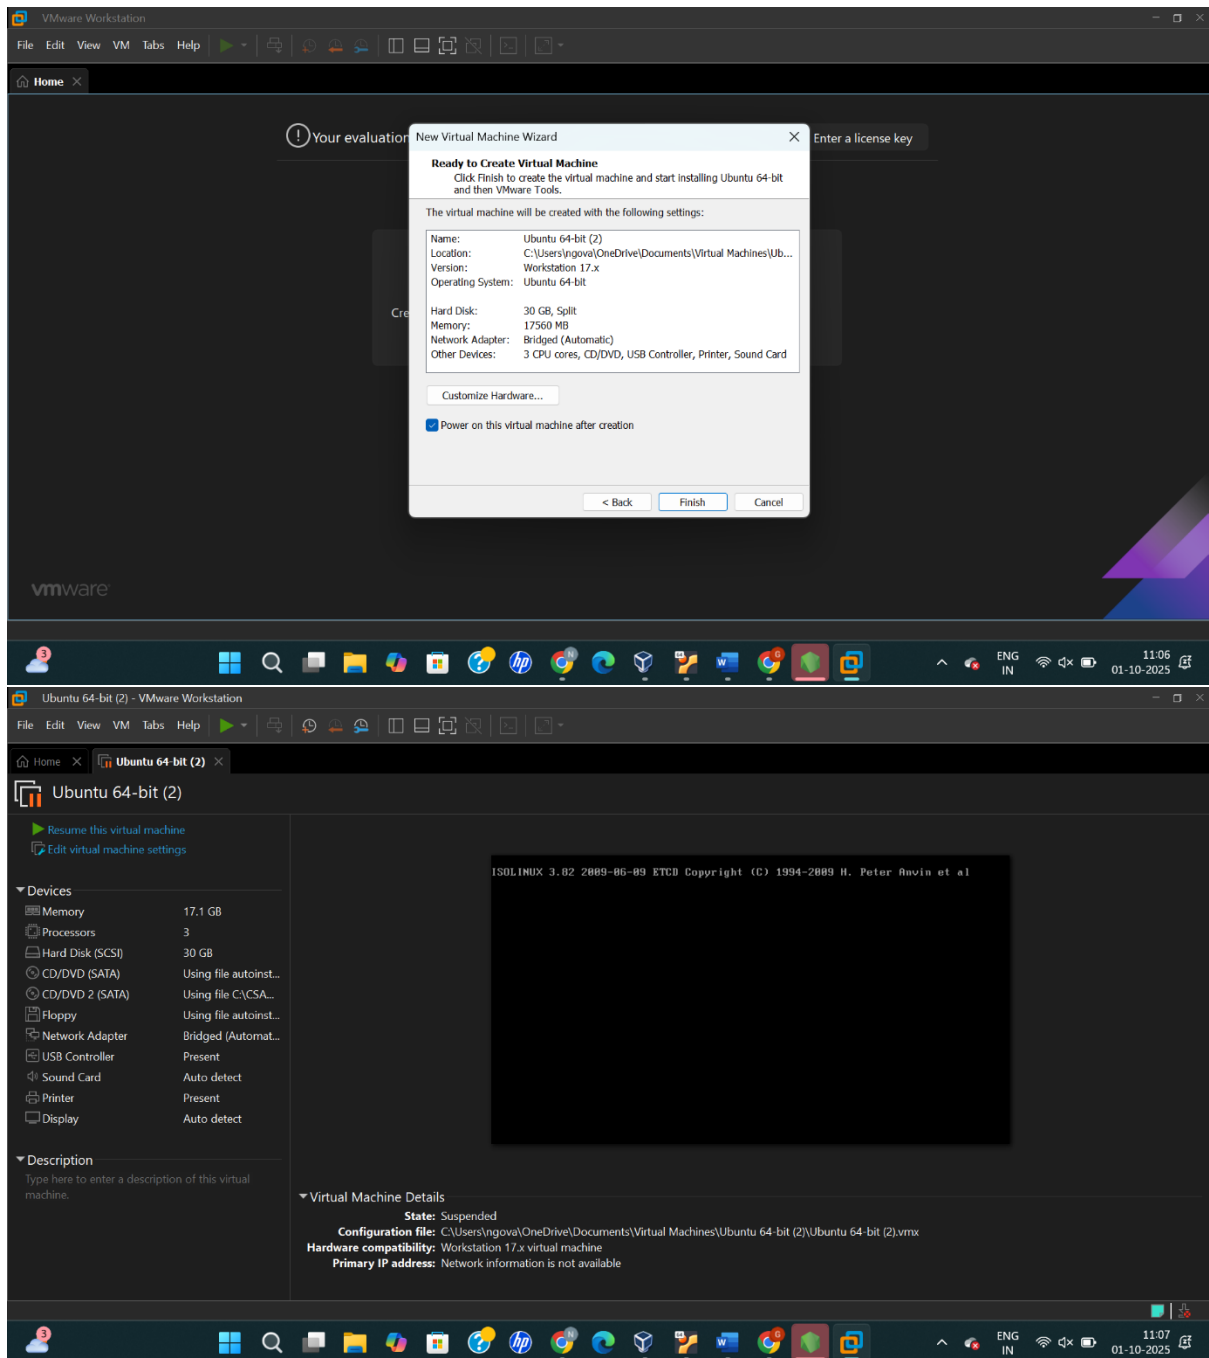 VMware Workstation
File Edit View VM Tabs Help
Home
Your evaluation
Enter a license key
New Virtual Machine Wizard
Ready to Create Virtual Machine
Click Finish to create the virtual machine and start installing Ubuntu 64-bit
and then VMware Tools.
The virtual machine will be created with the following settings:
Name: Ubuntu 64-bit (2)
Location: C:\Users\ngova\OneDrive\Documents\Virtual Machines\Ub...
Version: Workstation 17.x
Operating System: Ubuntu 64-bit
Hard Disk: 30 GB, Split
Memory: 17560 MB
Network Adapter: Bridged (Automatic)
Other Devices: 3 CPU cores, CD/DVD, USB Controller, Printer, Sound Card
Cre
Customize Hardware...
Power on this virtual machine after creation
< Back Finish Cancel
vmware
3
ENG
IN
11:06
01-10-2025
Ubuntu 64-bit (2) - VMware Workstation
File Edit View VM Tabs Help
Home Ubuntu 64-bit (2)
Ubuntu 64-bit (2)
Resume this virtual machine
Edit virtual machine settings
Devices
Memory 17.1 GB
Processors 3
Hard Disk (SCSI) 30 GB
CD/DVD (SATA) Using file autoinst...
CD/DVD 2 (SATA) Using file C:\CSA...
Floppy Using file autoinst...
Network Adapter Bridged (Automat...
USB Controller Present
Sound Card Auto detect
Printer Present
Display Auto detect
Description
Type here to enter a description of this virtual
machine.
ISOLINUX 3.82 2009-06-09 ETCD Copyright (C) 1994-2009 H. Peter Anvin et al
Virtual Machine Details
State: Suspended
Configuration file: C:\Users\ngova\OneDrive\Documents\Virtual Machines\Ubuntu 64-bit (2)\Ubuntu 64-bit (2).vmx
Hardware compatibility: Workstation 17.x virtual machine
Primary IP address: Network information is not available
3
ENG
IN
11:07
01-10-2025